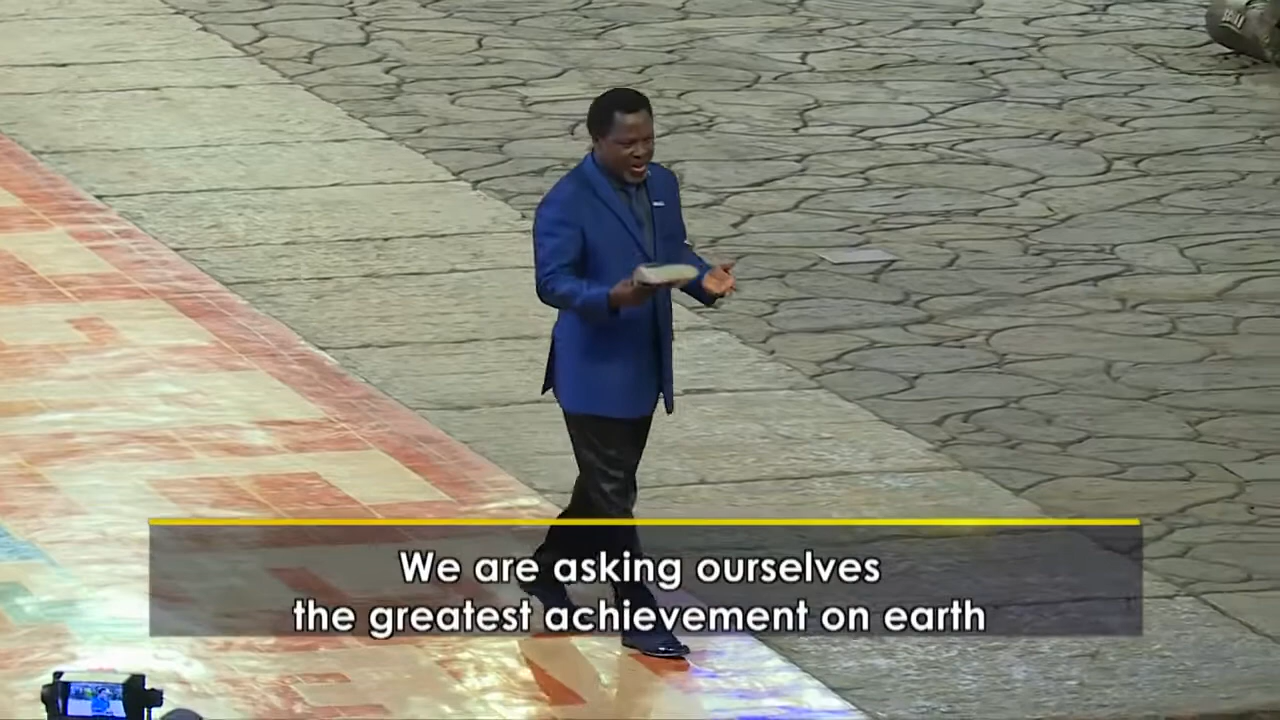 We are asking ourselves
the greatest achievement on earth